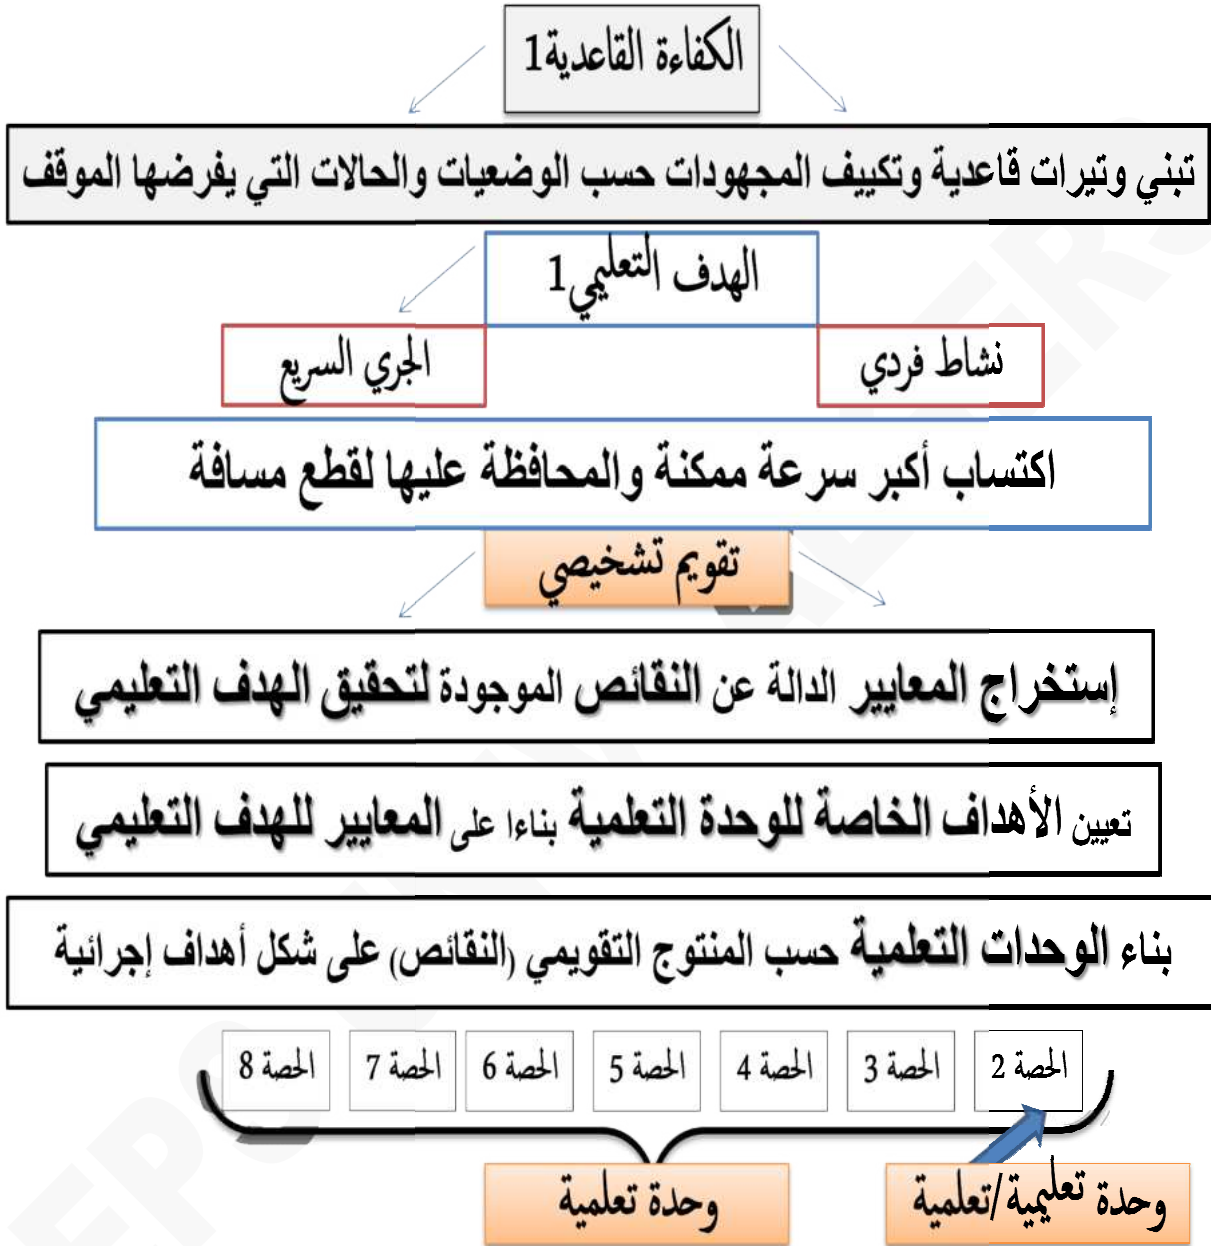 الكفاءة القاعدية1
تبني وتيرات قاعدية وتكييف المجهودات حسب الوضعيات والحالات التي يفرضها الموقف
الهدف التعليمي1
نشاط فردي
الجري السريع
اكتساب أكبر سرعة ممكنة والمحافظة عليها لقطع مسافة
تقويم تشخيصي
إستخراج المعايير الدالة عن النقائص الموجودة لتحقيق الهدف التعليمي
تعيين الأهداف الخاصة للوحدة التعلمية بناءا على المعايير للهدف التعليمي
بناء الوحدات التعلمية حسب المنتوج التقويمي (النقائص) على شكل أهداف إجرائية
الحصة 2
الحصة 3
الحصة 4
الحصة 5
الحصة 6
الحصة 7
الحصة 8
وحدة تعليمية/تعلمية
وحدة تعلمية